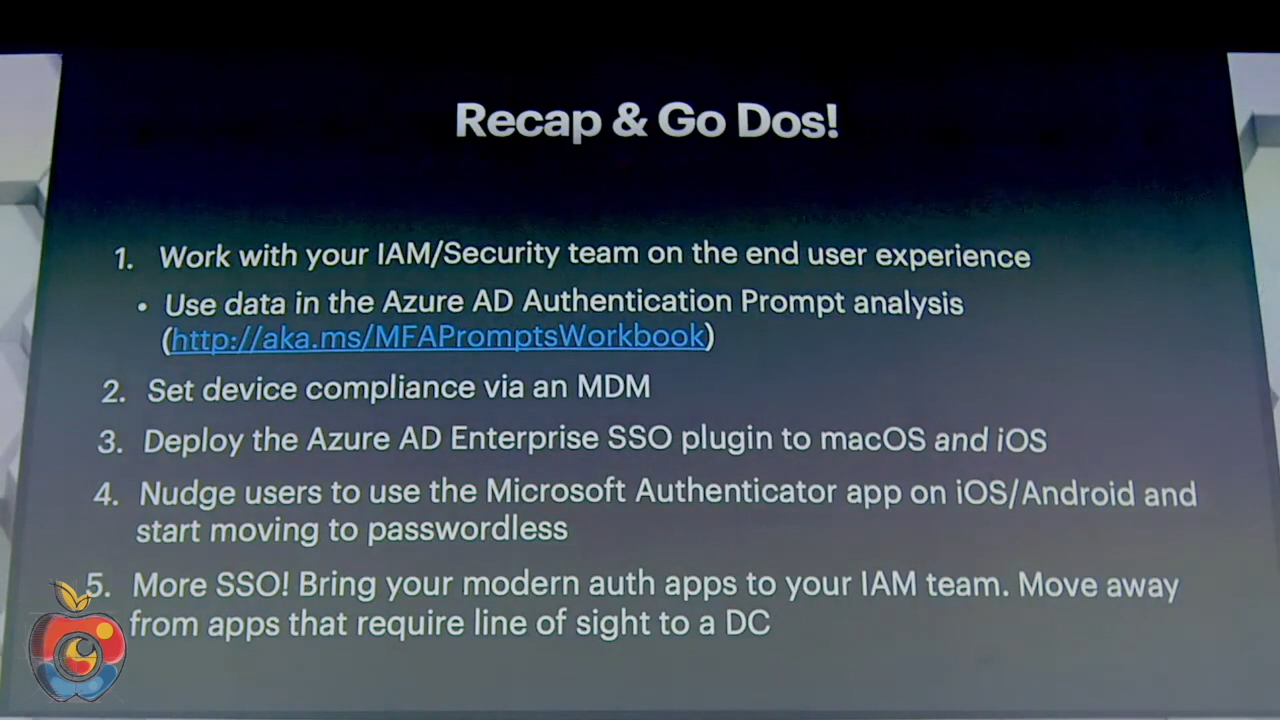 Recap & Go Dos!
1. Work with your IAM/Security team on the end user experience
• Use data in the Azure AD Authentication Prompt analysis
(http://aka.ms/MFAPromptsWorkbook)
2. Set device compliance via an MDM
3. Deploy the Azure AD Enterprise SSO plugin to macOS and iOS
4. Nudge users to use the Microsoft Authenticator app on iOS/Android and
start moving to passwordless
5. More SSO! Bring your modern auth apps to your IAM team. Move away
from apps that require line of sight to a DC